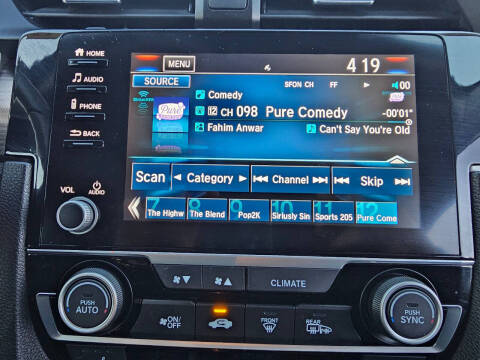 HOME
AUDIO
PHONE
BACK
VOL
AUDIO
MENU
4 19
SOURCE
SFON CH FF
00
Comedy
12 CH 098 Pure Comedy
-00'01"
Pure
Fahim Anwar
Can't Say You're Old
Scan
Category
Channel
Skip
7 The Highw
8 The Blend
9 Pop2K
10 Siriusly Sin
11 Sports 205
12 Pure Come
PUSH AUTO
CLIMATE
ON/OFF
FRONT
REAR
PUSH SYNC